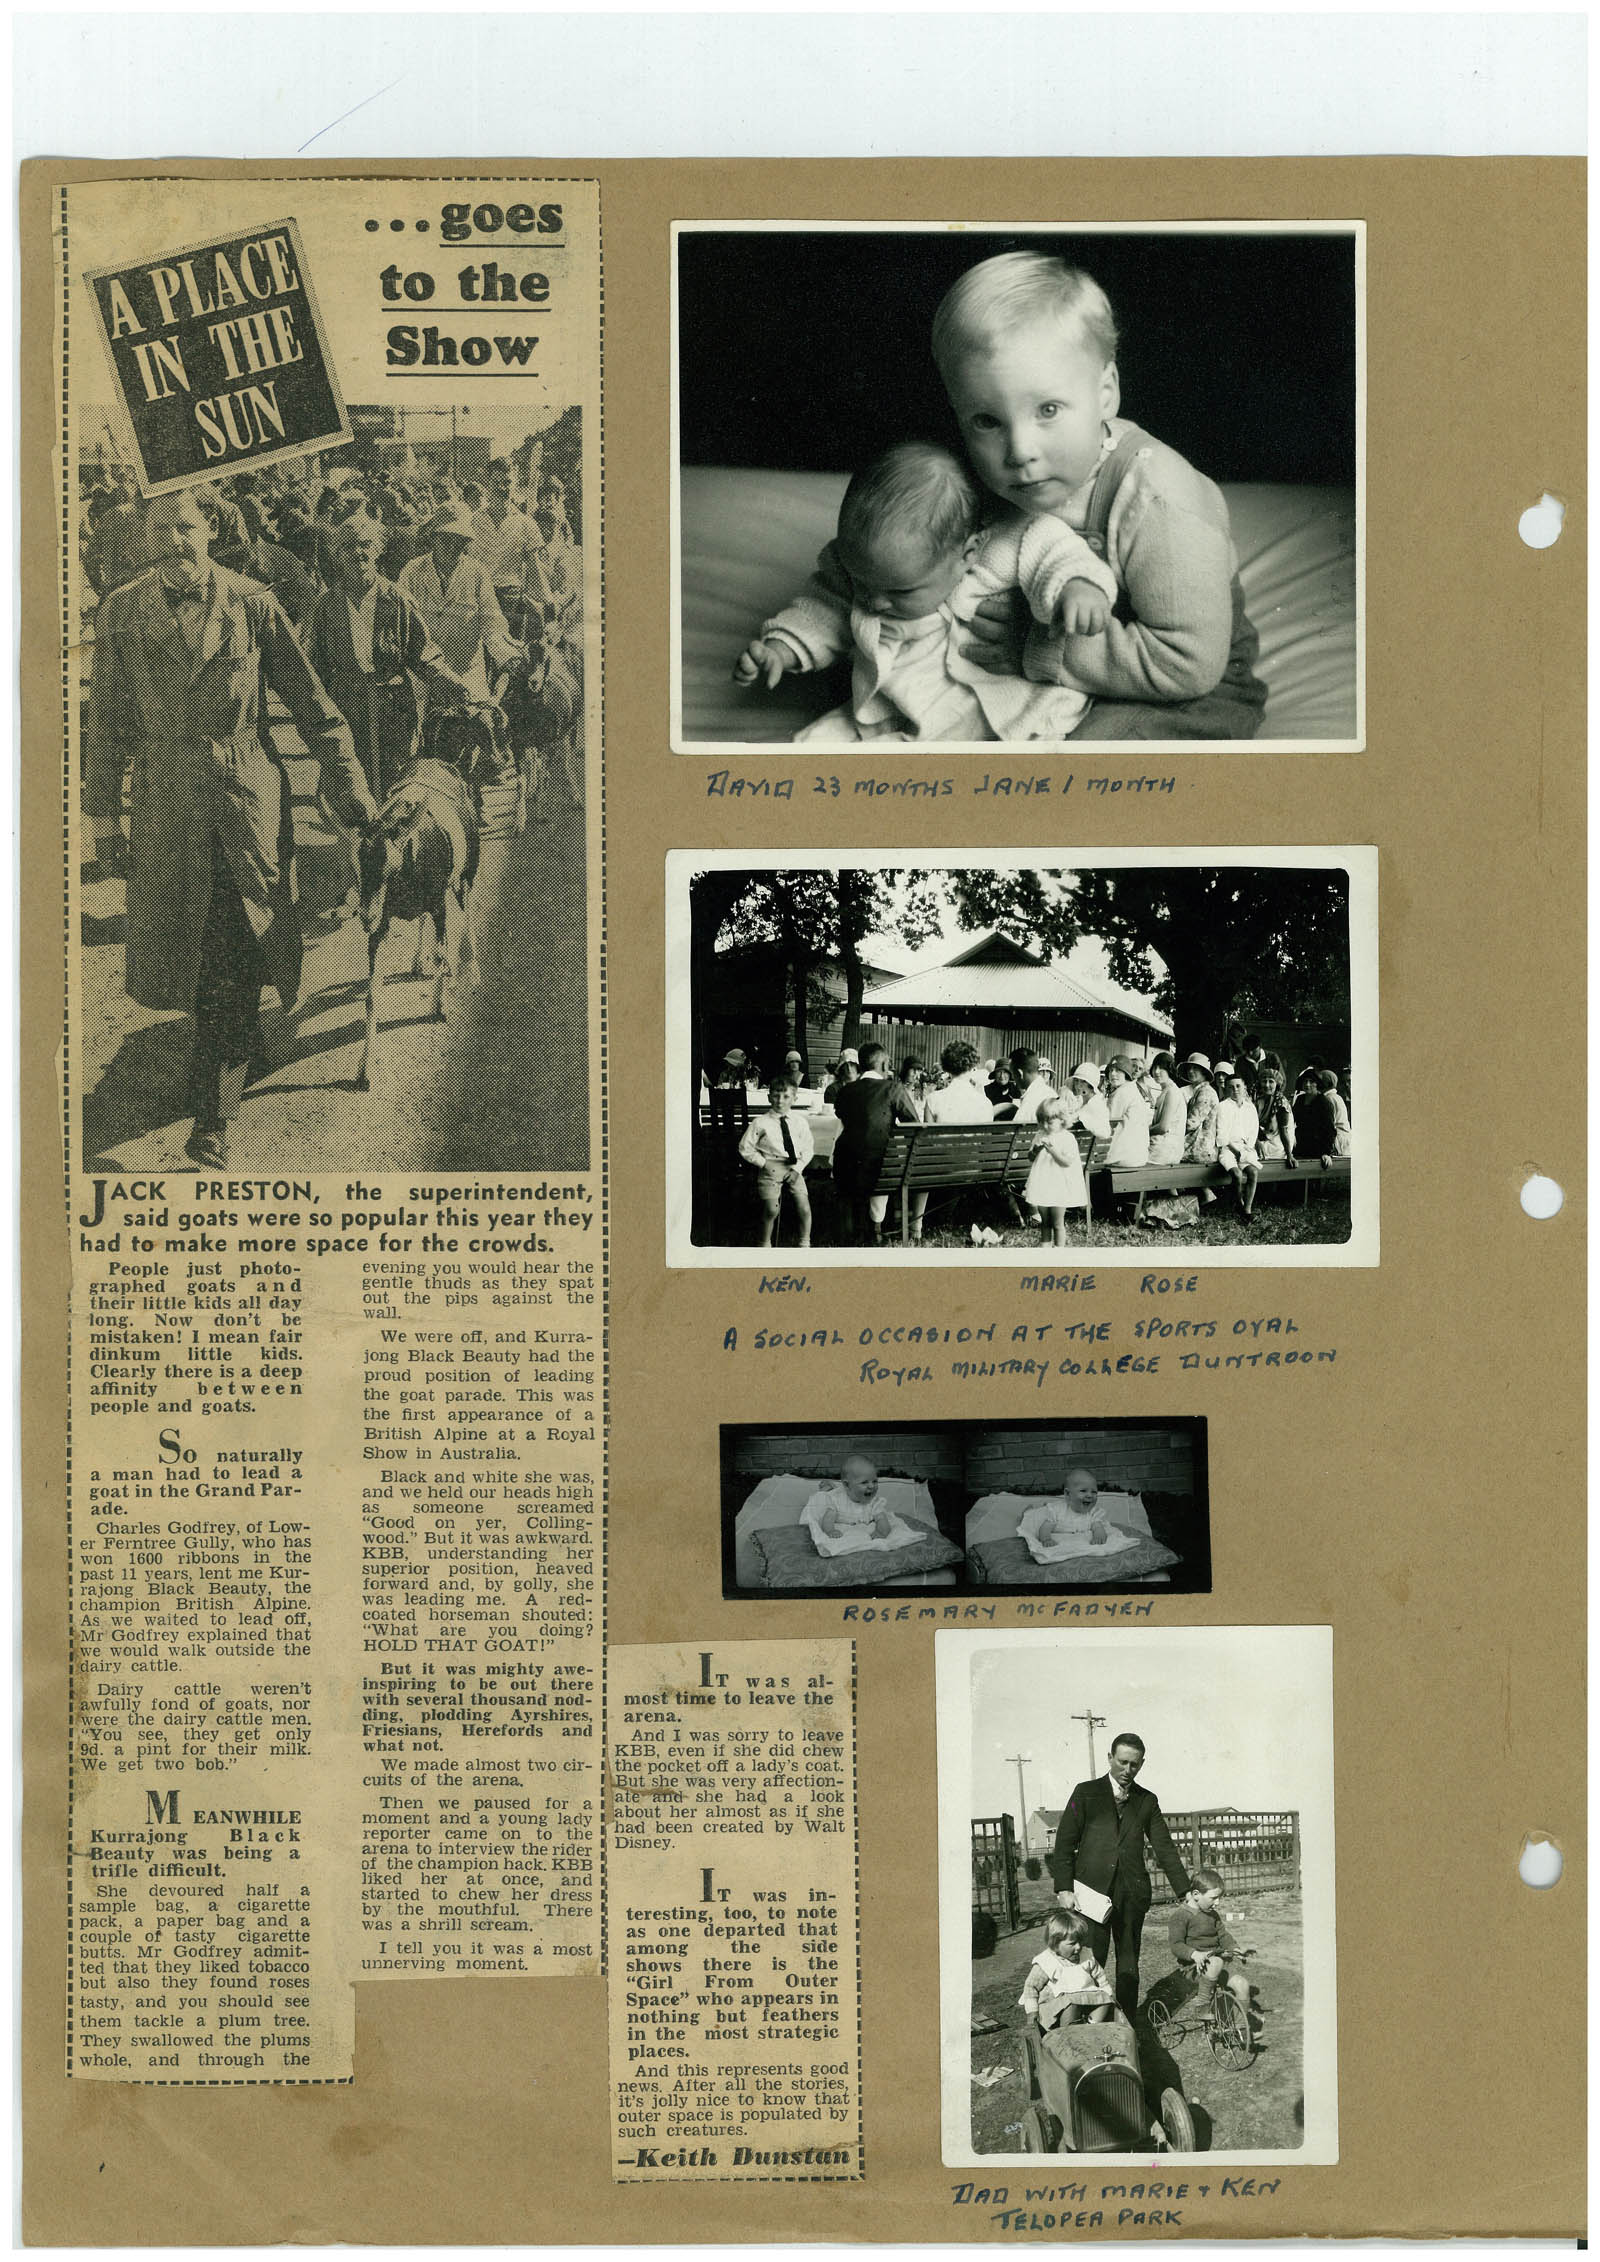 A PLACE
IN THE
SUN
...goes
to the
Show
JACK PRESTON, the superintendent,
said goats were so popular this year they
had to make more space for the crowds.
People just photo-
graphed goats and
their little kids all day
long. Now don't be
mistaken! I mean fair
dinkum little kids.
Clearly there is a deep
affinity between
people and goats.
So naturally
a man had to lead a
goat in the Grand Par-
ade.
Charles Godfrey, of Low-
er Ferntree Gully, who has
won 1600 ribbons in the
past 11 years, lent me Kur-
rajong Black Beauty, the
champion British Alpine.
As we waited to lead off,
Mr Godfrey explained that
we would walk outside the
dairy cattle.
Dairy cattle weren't
awfully fond of goats, nor
were the dairy cattle men.
"You see, they get only
9d. a pint for their milk.
We get two bob."
MEANWHILE
Kurrajong Black
Beauty was being a
trifle difficult.
She devoured half a
sample bag, a cigarette
pack, a paper bag and a
couple of tasty cigarette
butts. Mr Godfrey admit-
ted that they liked tobacco
but also they found roses
tasty, and you should see
them tackle a plum tree.
They swallowed the plums
whole, and through the
evening you would hear the
gentle thuds as they spat
out the pips against the
wall.
We were off, and Kurra-
jong Black Beauty had the
proud position of leading
the goat parade. This was
the first appearance of a
British Alpine at a Royal
Show in Australia.
Black and white she was,
and we held our heads high
as someone screamed
"Good on yer, Colling-
wood." But it was awkward.
KBB, understanding her
superior position, heaved
forward and, by golly, she
was leading me. A red-
coated horseman shouted:
"What are you doing?
HOLD THAT GOAT!"
But it was mighty awe-
inspiring to be out there
with several thousand nod-
ding, plodding Ayrshires,
Friesians, Herefords and
what not.
We made almost two cir-
cuits of the arena.
Then we paused for a
moment and a young lady
reporter came on to the
arena to interview the rider
of the champion hack. KBB
liked her at once, and
started to chew her dress
by the mouthful. There
was a shrill scream.
I tell you it was a most
unnerving moment.
IT was al-
most time to leave the
arena.
And I was sorry to leave
KBB, even if she did chew
the pocket off a lady's coat.
But she was very affection-
ate and she had a look
about her almost as if she
had been created by Walt
Disney.
IT was in-
teresting, too, to note
as one departed that
among the side
shows there is the
"Girl From Outer
Space" who appears in
nothing but feathers
in the most strategic
places.
And this represents good
news. After all the stories,
it's jolly nice to know that
outer space is populated by
such creatures.
—Keith Dunstan
DAVID 23 MONTHS JANE 1 MONTH
KEN. MARIE ROSE
A SOCIAL OCCASION AT THE SPORTS OVAL
ROYAL MILITARY COLLEGE DUNTROON
ROSEMARY McFADYEN
DAD WITH MARIE + KEN
TELOPEA PARK